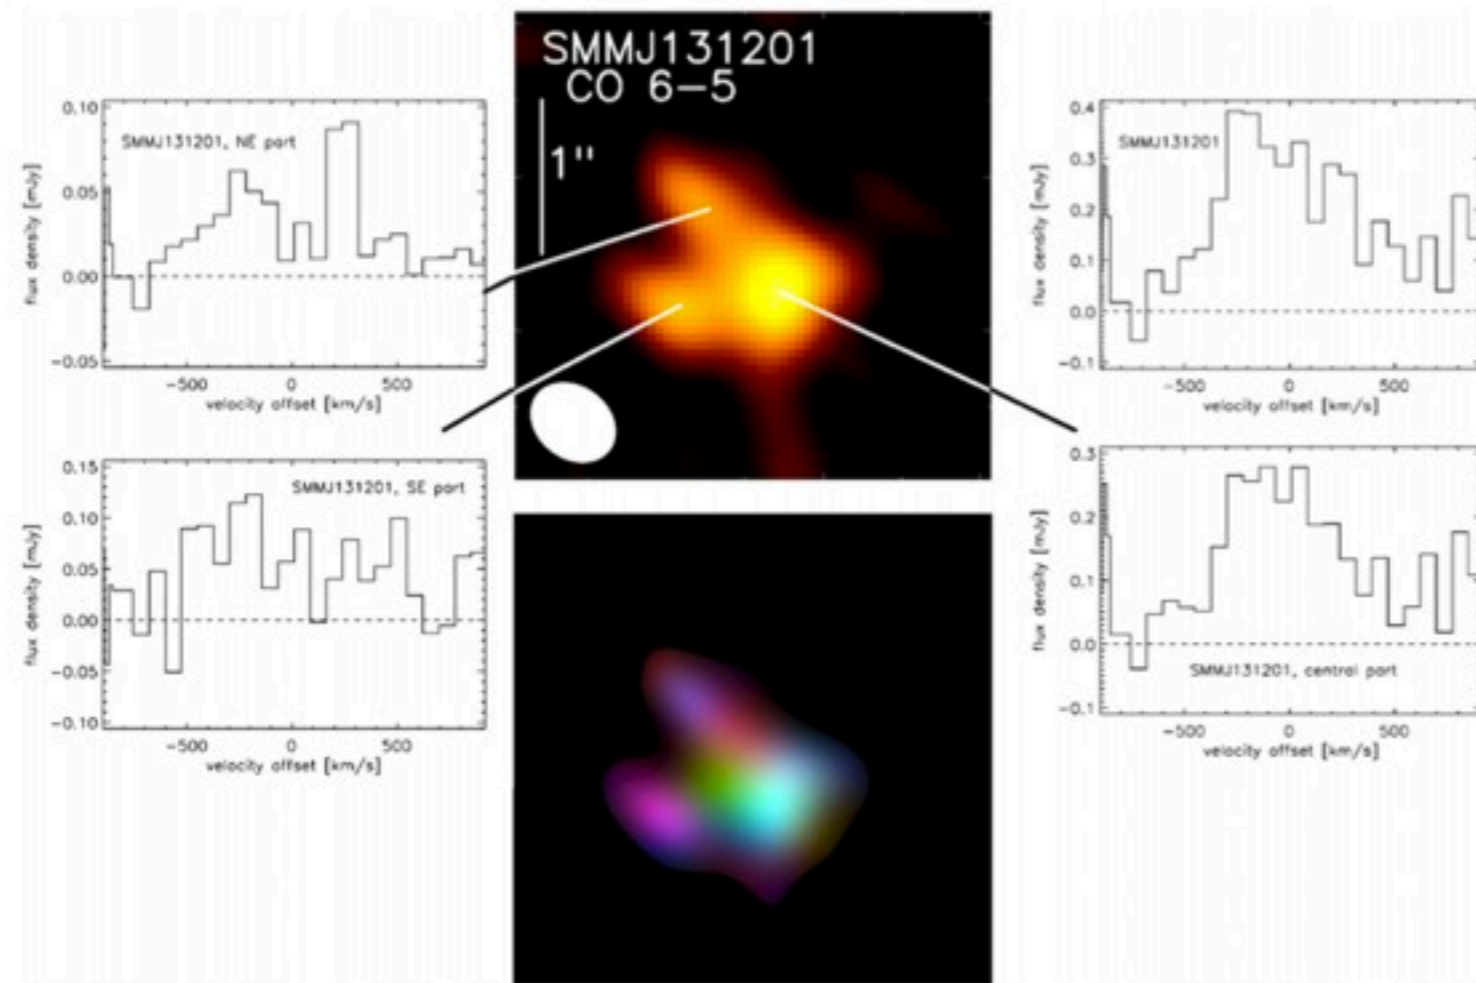 SMMJ131201
CO 6-5
1"
SMMJ131201, NE part
flux density [mJy]
0.10
0.05
0.00
-0.05
-500 0 500
velocity offset [km/s]
SMMJ131201, SE part
flux density [mJy]
0.15
0.10
0.05
0.00
-0.05
-0.10
-500 0 500
velocity offset [km/s]
SMMJ131201
flux density [mJy]
0.4
0.3
0.2
0.1
0.0
-0.1
-500 0 500
velocity offset [km/s]
flux density [mJy]
0.3
0.2
0.1
0.0
-0.1
SMMJ131201, central part
-500 0 500
velocity offset [km/s]